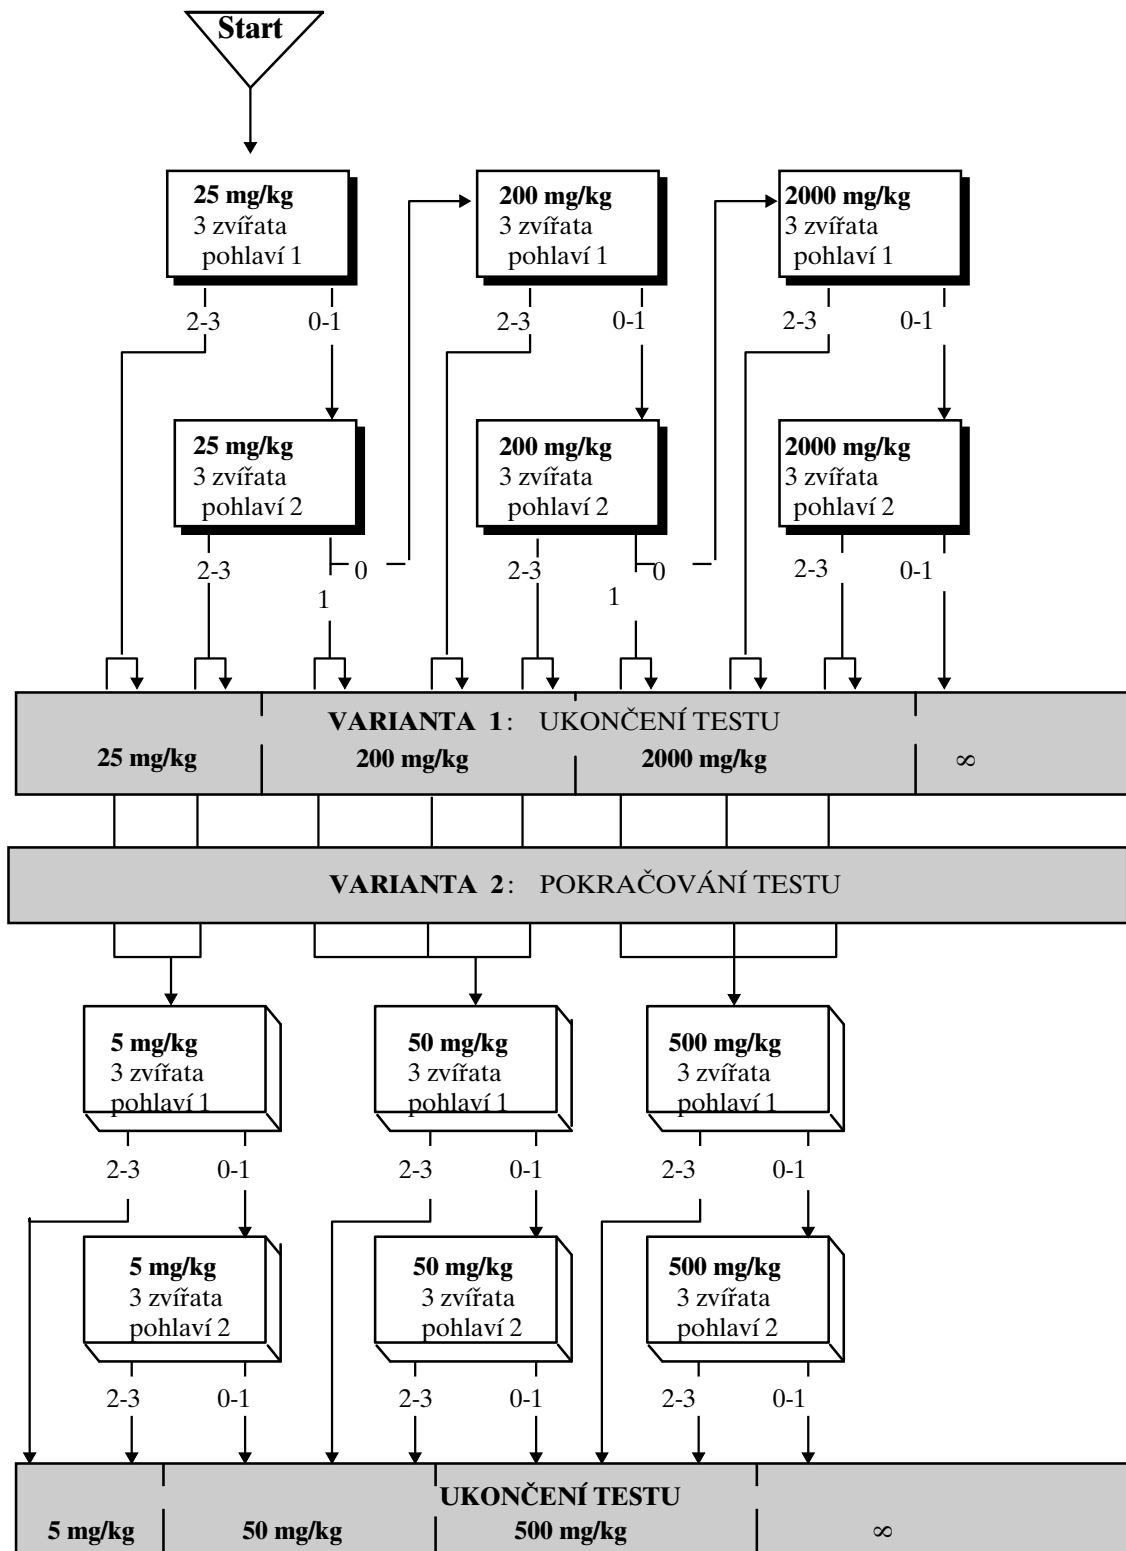 Start
25 mg/kg
3 zvířata
pohlaví 1
200 mg/kg
3 zvířata
pohlaví 1
2000 mg/kg
3 zvířata
pohlaví 1
2-3
0-1
2-3
0-1
2-3
0-1
25 mg/kg
3 zvířata
pohlaví 2
200 mg/kg
3 zvířata
pohlaví 2
2000 mg/kg
3 zvířata
pohlaví 2
2-3
0
1
2-3
0
1
2-3
0-1
VARIANTA 1: UKONČENÍ TESTU
25 mg/kg
200 mg/kg
2000 mg/kg
∞
VARIANTA 2: POKRAČOVÁNÍ TESTU
5 mg/kg
3 zvířata
pohlaví 1
50 mg/kg
3 zvířata
pohlaví 1
500 mg/kg
3 zvířata
pohlaví 1
2-3
0-1
2-3
0-1
2-3
0-1
5 mg/kg
3 zvířata
pohlaví 2
50 mg/kg
3 zvířata
pohlaví 2
500 mg/kg
3 zvířata
pohlaví 2
2-3
0-1
2-3
0-1
2-3
0-1
UKONČENÍ TESTU
5 mg/kg
50 mg/kg
500 mg/kg
∞